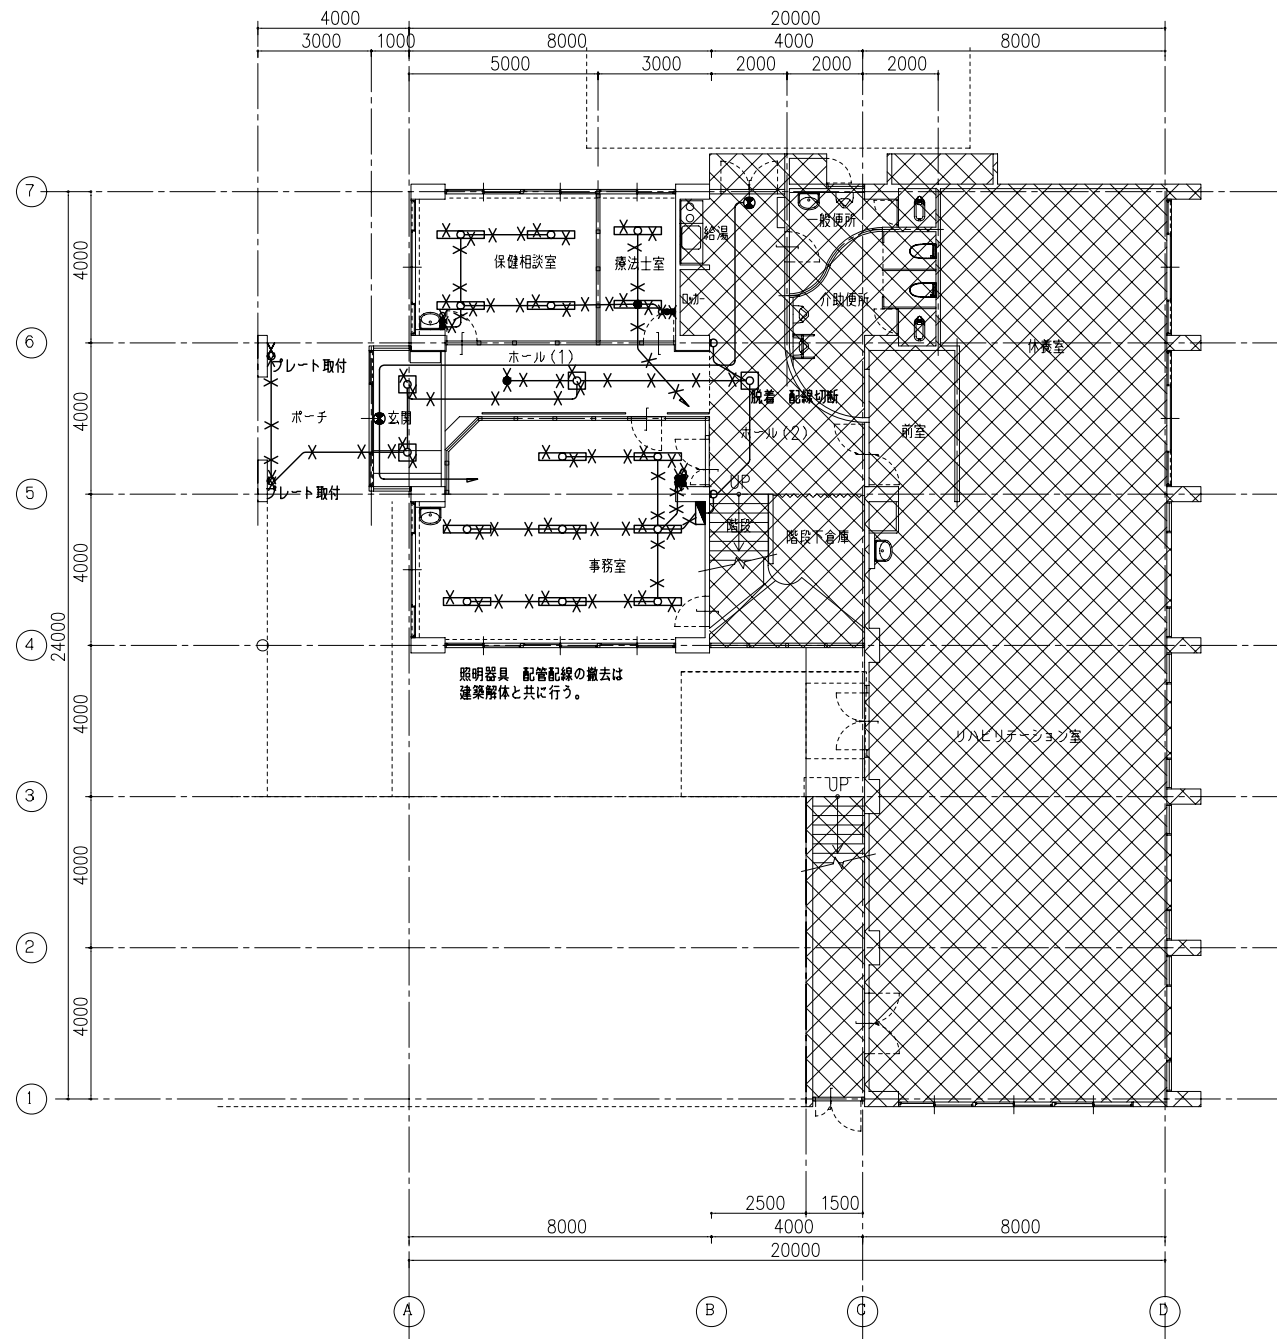 4000
20000
3000
1000
8000
4000
8000
5000
3000
2000
2000
2000
7
一般便所
給湯
保健相談室
療法士室
4000
ロッカー
介助便所
6
休養室
ホール(1)
プレート取付
脱着 配線切断
ポーチ
玄関
4000
ホール(2)
前室
UP
プレート取付
5
階段
階段下倉庫
4000
事務室
4
24000
照明器具 配管配線の撤去は
建築解体と共に行う。
4000
リハビリテーション室
UP
3
4000
2
4000
1
2500
1500
8000
4000
8000
20000
A
B
C
D